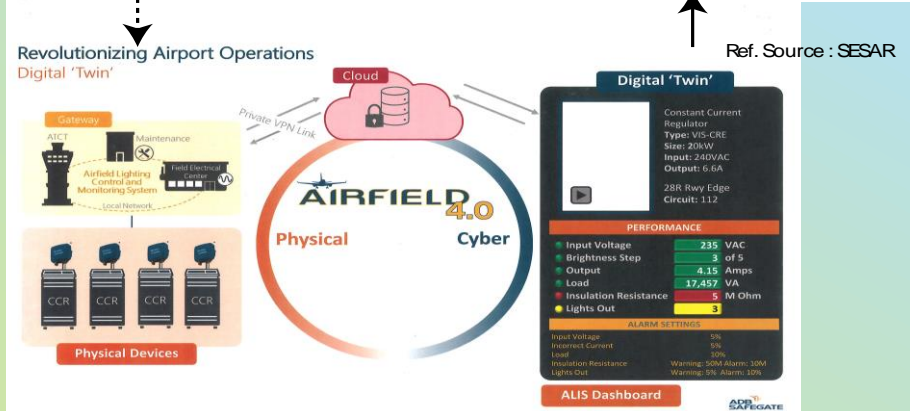 Revolutionizing Airport Operations
Digital 'Twin'
Ref. Source : SESAR
Cloud
Private VPN Link
Gateway
ATCT
Maintenance
Field Electrical
Center
Airfield Lighting
Control and
Monitoring System
Local Network
CCR CCR CCR CCR
Physical Devices
AIRFIELD
4.0
Physical Cyber
Digital 'Twin'
Constant Current
Regulator
Type: VIS-CRE
Size: 20kW
Input: 240VAC
Output: 6.6A
28R Rwy Edge
Circuit: 112
PERFORMANCE
Input Voltage 235 VAC
Brightness Step 3 of 5
Output 4.15 Amps
Load 17,457 VA
Insulation Resistance 5 M Ohm
Lights Out 3
ALARM SETTINGS
Input Voltage 5%
Incorrect Current 5%
Load 10%
Insulation Resistance Warning: 50M Alarm: 10M
Lights Out Warning: 5% Alarm: 10%
ALIS Dashboard
ADB
SAFEGATE